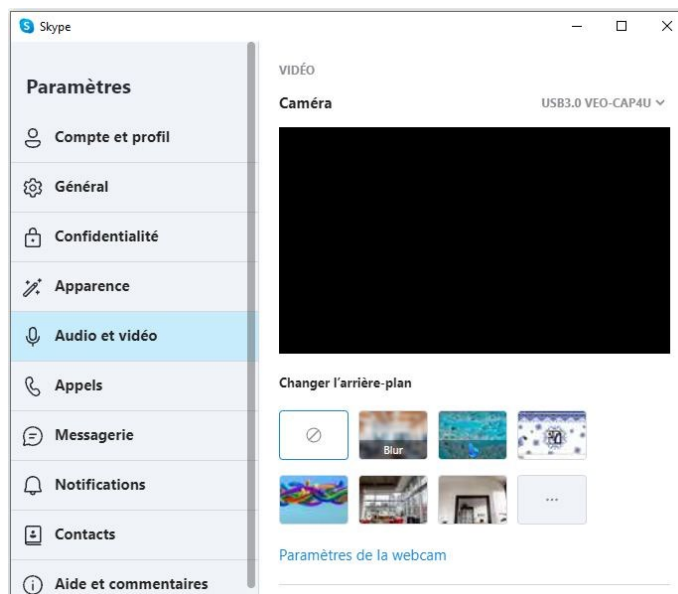 Skype
Paramètres
Compte et profil
Général
Confidentialité
Apparence
Audio et vidéo
Appels
Messagerie
Notifications
Contacts
Aide et commentaires
VIDÉO
Caméra
USB3.0 VEO-CAP4U
Changer l'arrière-plan
Blur
...
Paramètres de la webcam